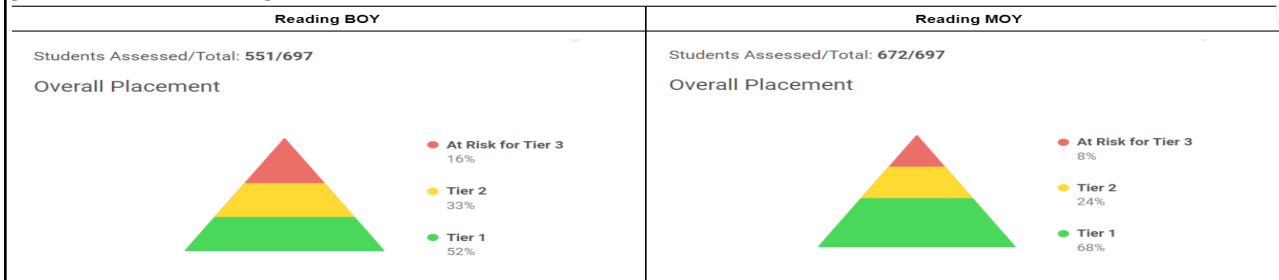 Reading BOY
Students Assessed/Total: 551/697
Overall Placement
At Risk for Tier 3
16%
Tier 2
33%
Tier 1
52%
Reading MOY
Students Assessed/Total: 672/697
Overall Placement
At Risk for Tier 3
8%
Tier 2
24%
Tier 1
68%